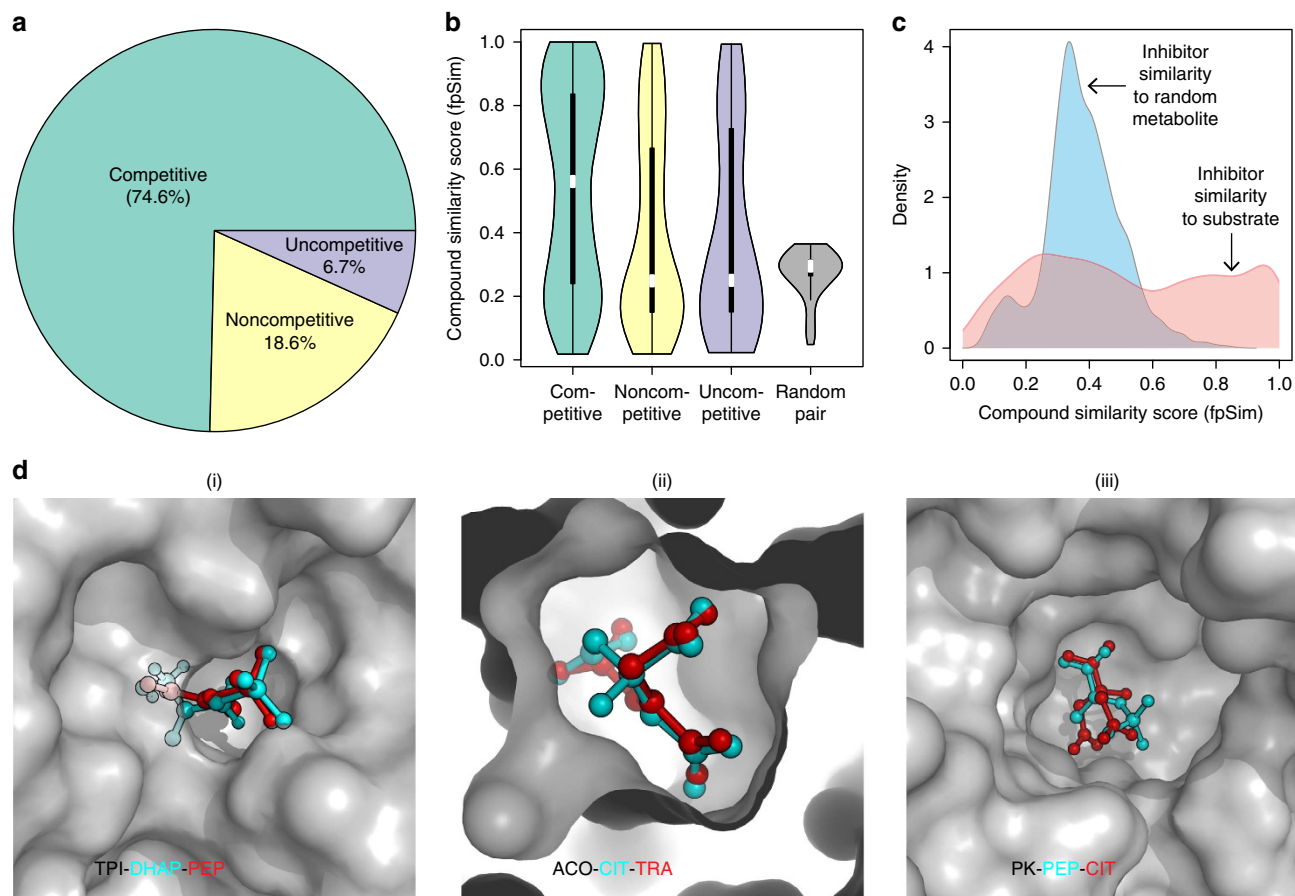 a
Competitive
(74.6%)
Uncompetitive
6.7%
Noncompetitive
18.6%
b
Compound similarity score (fpSim)
1.0
0.8
0.6
0.4
0.2
0.0
Com-
petitive
Noncom-
petitive
Uncom-
petitive
Random
pair
c
Density
4
3
2
1
0
Inhibitor
similarity
to random
metabolite
Inhibitor
similarity
to substrate
0.0 0.2 0.4 0.6 0.8 1.0
Compound similarity score (fpSim)
d
(i)
TPI-DHAP-PEP
(ii)
ACO-CIT-TRA
(iii)
PK-PEP-CIT